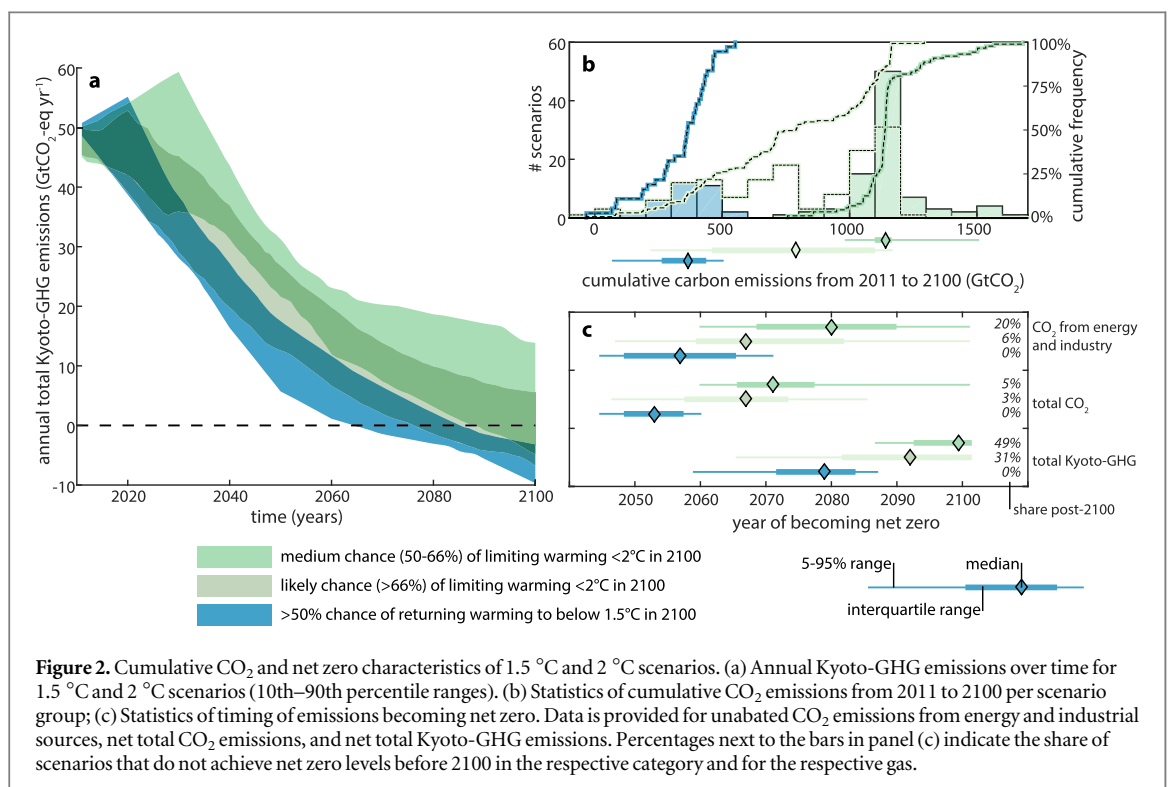 a
annual total Kyoto-GHG emissions (GtCO2-eq yr-1)
60
50
40
30
20
10
0
-10
2020 2040 2060 2080 2100
time (years)
b
# scenarios
60
40
20
0
100%
75%
50%
25%
0%
cumulative frequency
0 500 1000 1500
cumulative carbon emissions from 2011 to 2100 (GtCO2)
c
20%
6%
0%
CO2 from energy
and industry
5%
3%
0%
total CO2
49%
31%
0%
total Kyoto-GHG
2050 2060 2070 2080 2090 2100
share post-2100
year of becoming net zero
medium chance (50-66%) of limiting warming <2°C in 2100
likely chance (>66%) of limiting warming <2°C in 2100
>50% chance of returning warming to below 1.5°C in 2100
5-95% range
median
interquartile range
Figure 2. Cumulative CO2 and net zero characteristics of 1.5 °C and 2 °C scenarios. (a) Annual Kyoto-GHG emissions over time for
1.5 °C and 2 °C scenarios (10th–90th percentile ranges). (b) Statistics of cumulative CO2 emissions from 2011 to 2100 per scenario
group; (c) Statistics of timing of emissions becoming net zero. Data is provided for unabated CO2 emissions from energy and industrial
sources, net total CO2 emissions, and net total Kyoto-GHG emissions. Percentages next to the bars in panel (c) indicate the share of
scenarios that do not achieve net zero levels before 2100 in the respective category and for the respective gas.